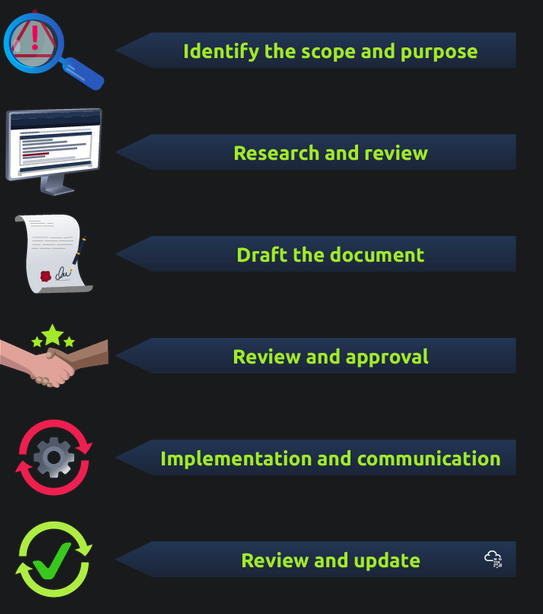 Identify the scope and purpose
Research and review
Draft the document
Review and approval
Implementation and communication
Review and update